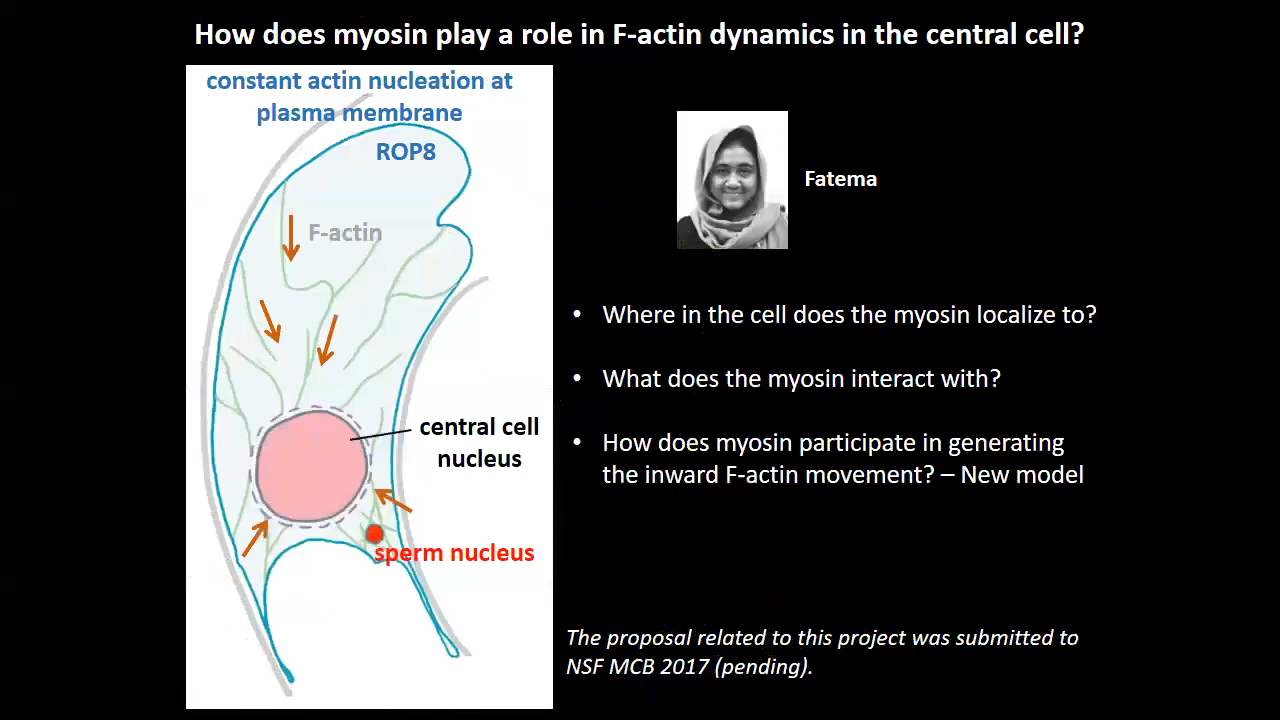 How does myosin play a role in F-actin dynamics in the central cell?
constant actin nucleation at
plasma membrane
ROP8
F-actin
central cell
nucleus
sperm nucleus
Fatema
• Where in the cell does the myosin localize to?
• What does the myosin interact with?
• How does myosin participate in generating
the inward F-actin movement? – New model
The proposal related to this project was submitted to
NSF MCB 2017 (pending).